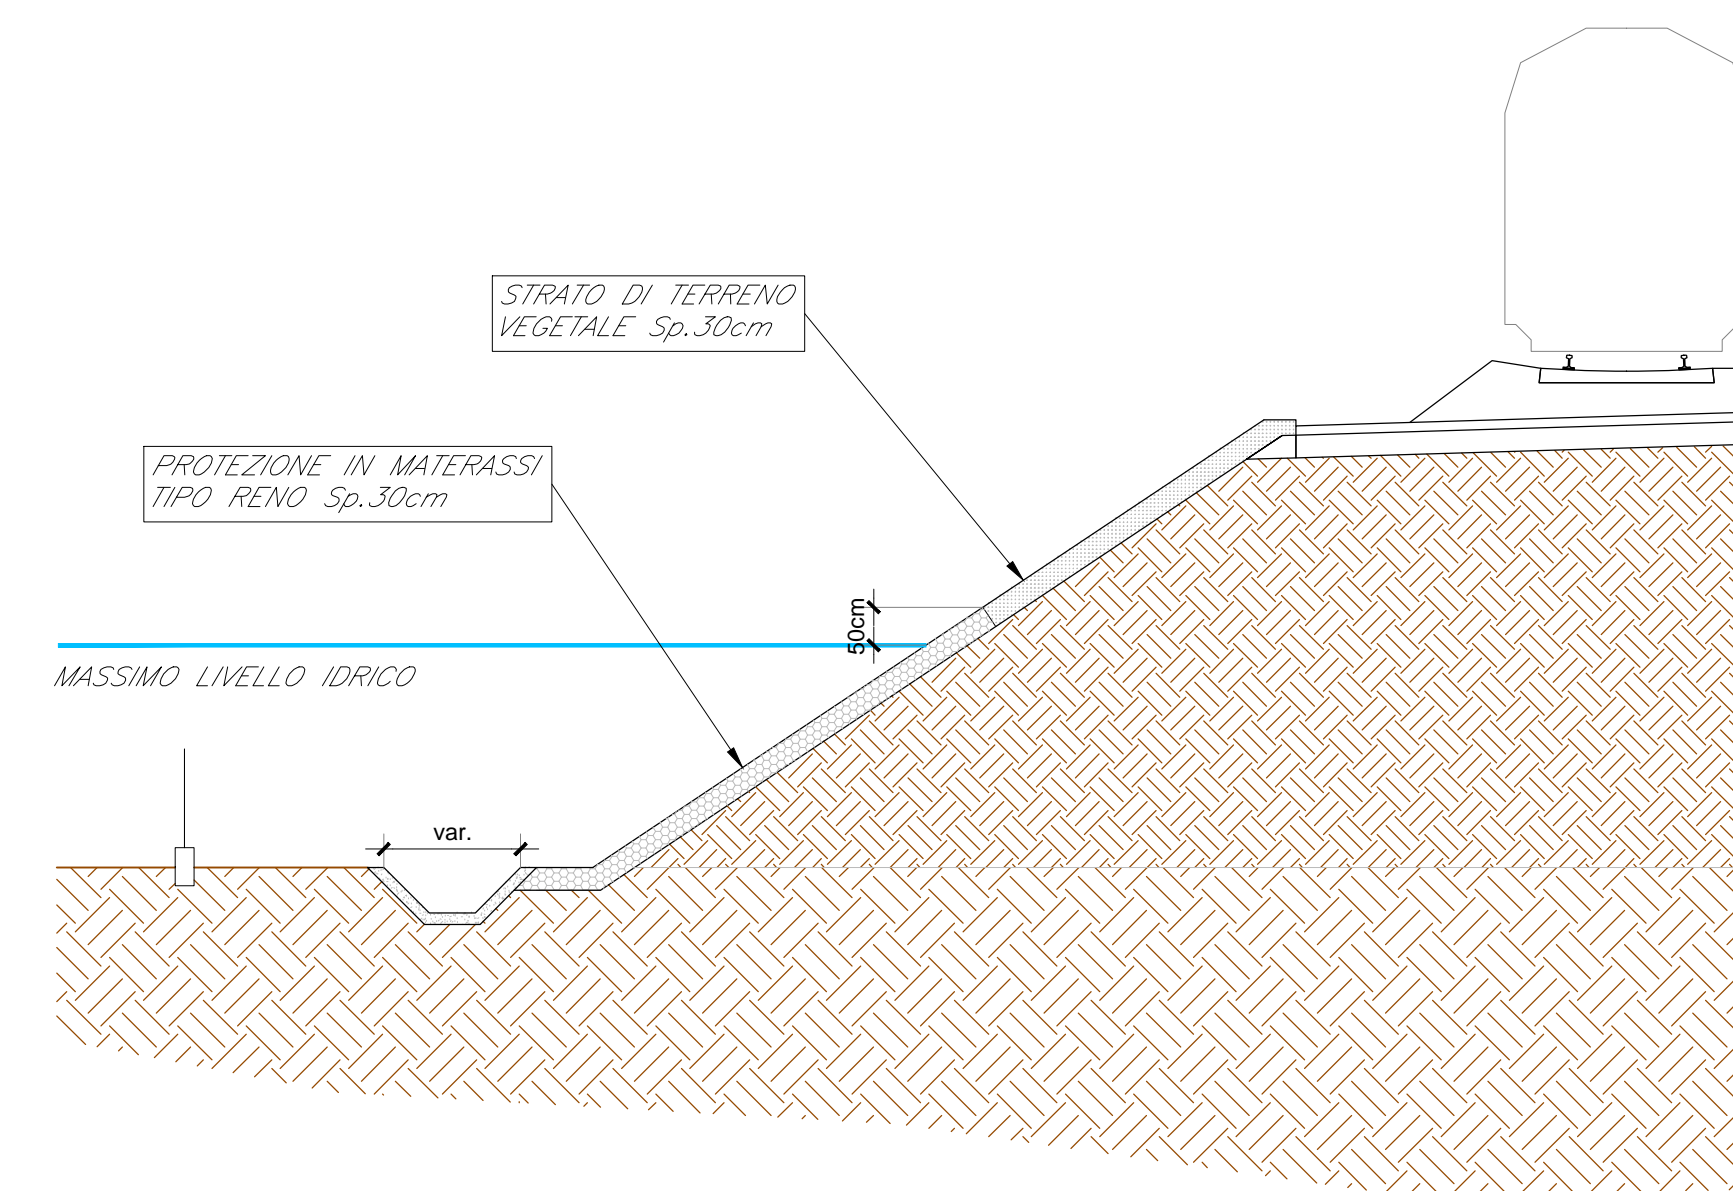 STRATO DI TERRENO
VEGETALE Sp.30cm
PROTEZIONE IN MATERASSI
TIPO RENO Sp.30cm
50cm
MASSIMO LIVELLO IDRICO
var.